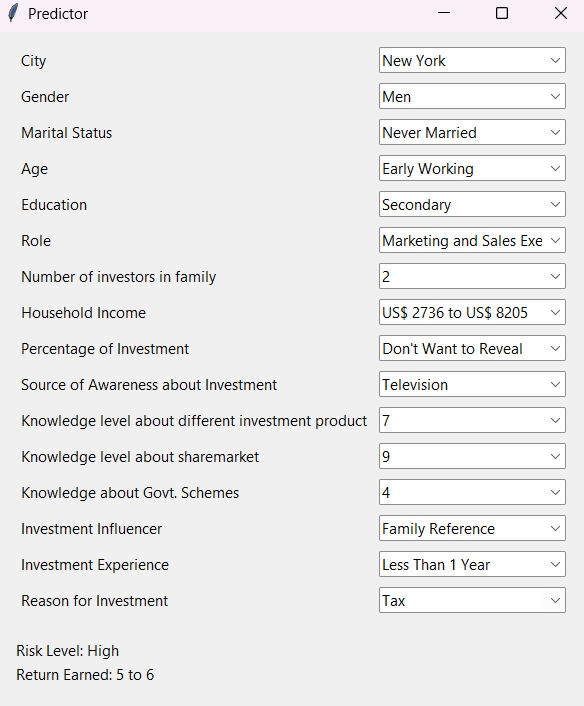 Predictor
City New York
Gender Men
Marital Status Never Married
Age Early Working
Education Secondary
Role Marketing and Sales Exe
Number of investors in family 2
Household Income US$ 2736 to US$ 8205
Percentage of Investment Don't Want to Reveal
Source of Awareness about Investment Television
Knowledge level about different investment product 7
Knowledge level about sharemarket 9
Knowledge about Govt. Schemes 4
Investment Influencer Family Reference
Investment Experience Less Than 1 Year
Reason for Investment Tax
Risk Level: High
Return Earned: 5 to 6